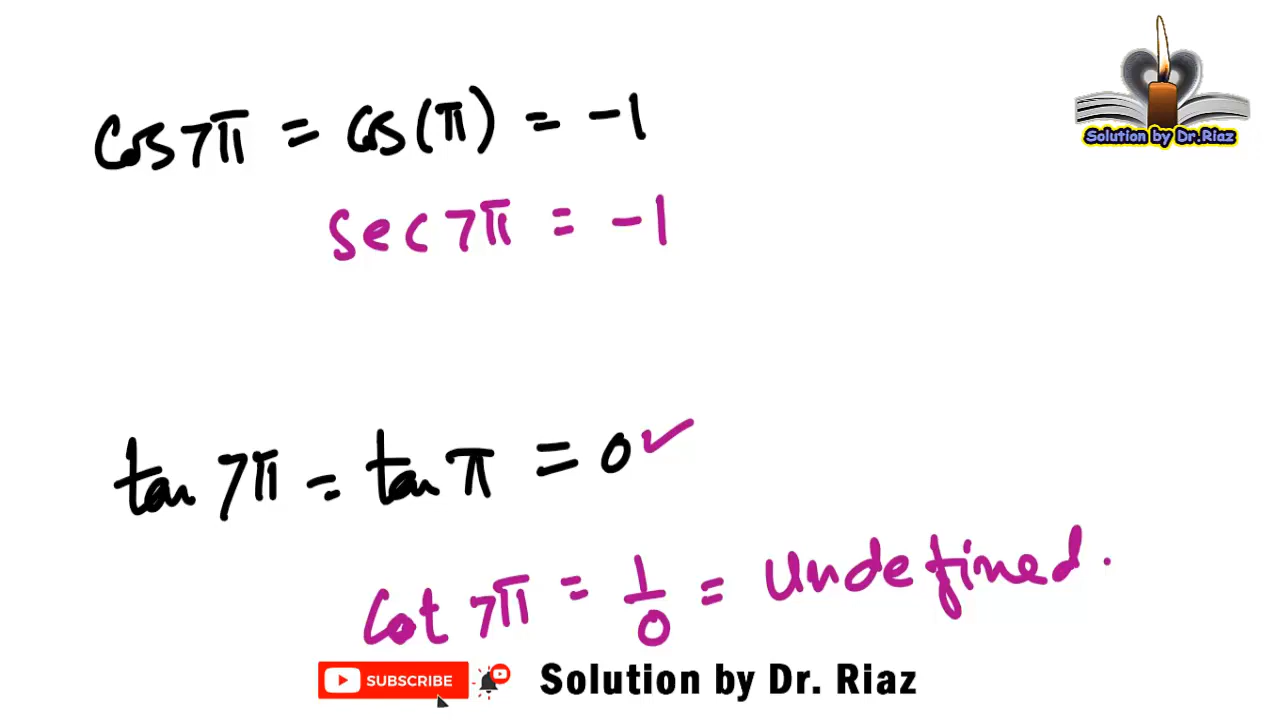 Solution by Dr.Riaz
Cos 7π = Cos(π) = -1
Sec 7π = -1
tan 7π = tan π = 0 ✓
Cot 7π = 1/0 = Undefined.
SUBSCRIBE
Solution by Dr. Riaz